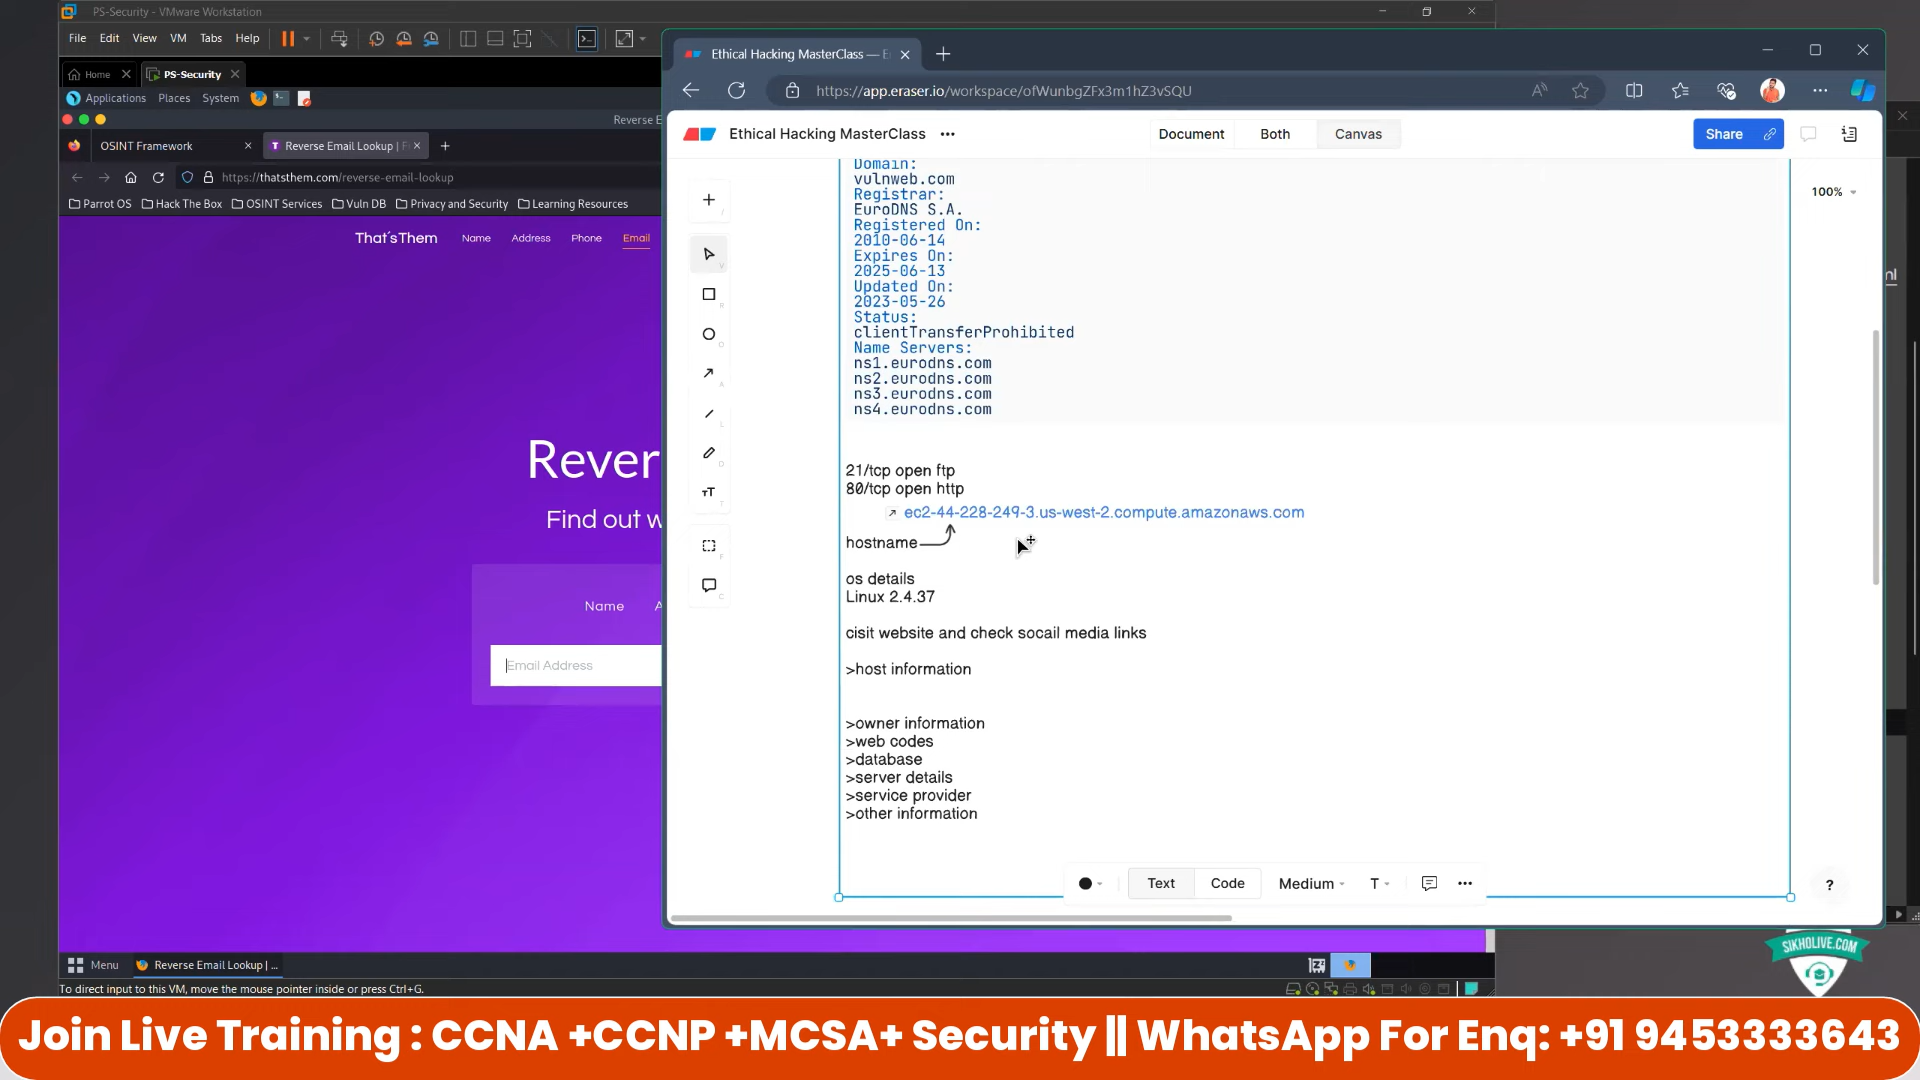 PS-Security - VMware Workstation
File Edit View VM Tabs Help
Home PS-Security
Applications Places System
Reverse E
OSINT Framework
Reverse Email Lookup | F
https://thatsthem.com/reverse-email-lookup
Parrot OS Hack The Box OSINT Services Vuln DB Privacy and Security Learning Resources
That'sThem Name Address Phone Email
Rever
Find out w
Name A
Email Address
Menu Reverse Email Lookup | ...
To direct input to this VM, move the mouse pointer inside or press Ctrl+G.
Ethical Hacking MasterClass — E
https://app.eraser.io/workspace/ofWunbgZFx3m1hZ3vSQU
Ethical Hacking MasterClass
Document Both Canvas
Share
100%
Domain:
vulnweb.com
Registrar:
EuroDNS S.A.
Registered On:
2010-06-14
Expires On:
2025-06-13
Updated On:
2023-05-26
Status:
clientTransferProhibited
Name Servers:
ns1.eurodns.com
ns2.eurodns.com
ns3.eurodns.com
ns4.eurodns.com
21/tcp open ftp
80/tcp open http
ec2-44-228-249-3.us-west-2.compute.amazonaws.com
hostname
os details
Linux 2.4.37
cisit website and check socail media links
>host information
>owner information
>web codes
>database
>server details
>service provider
>other information
Text Code Medium T
?
SIKHOLIVE.COM
Join Live Training : CCNA +CCNP +MCSA+ Security || WhatsApp For Enq: +91 9453333643